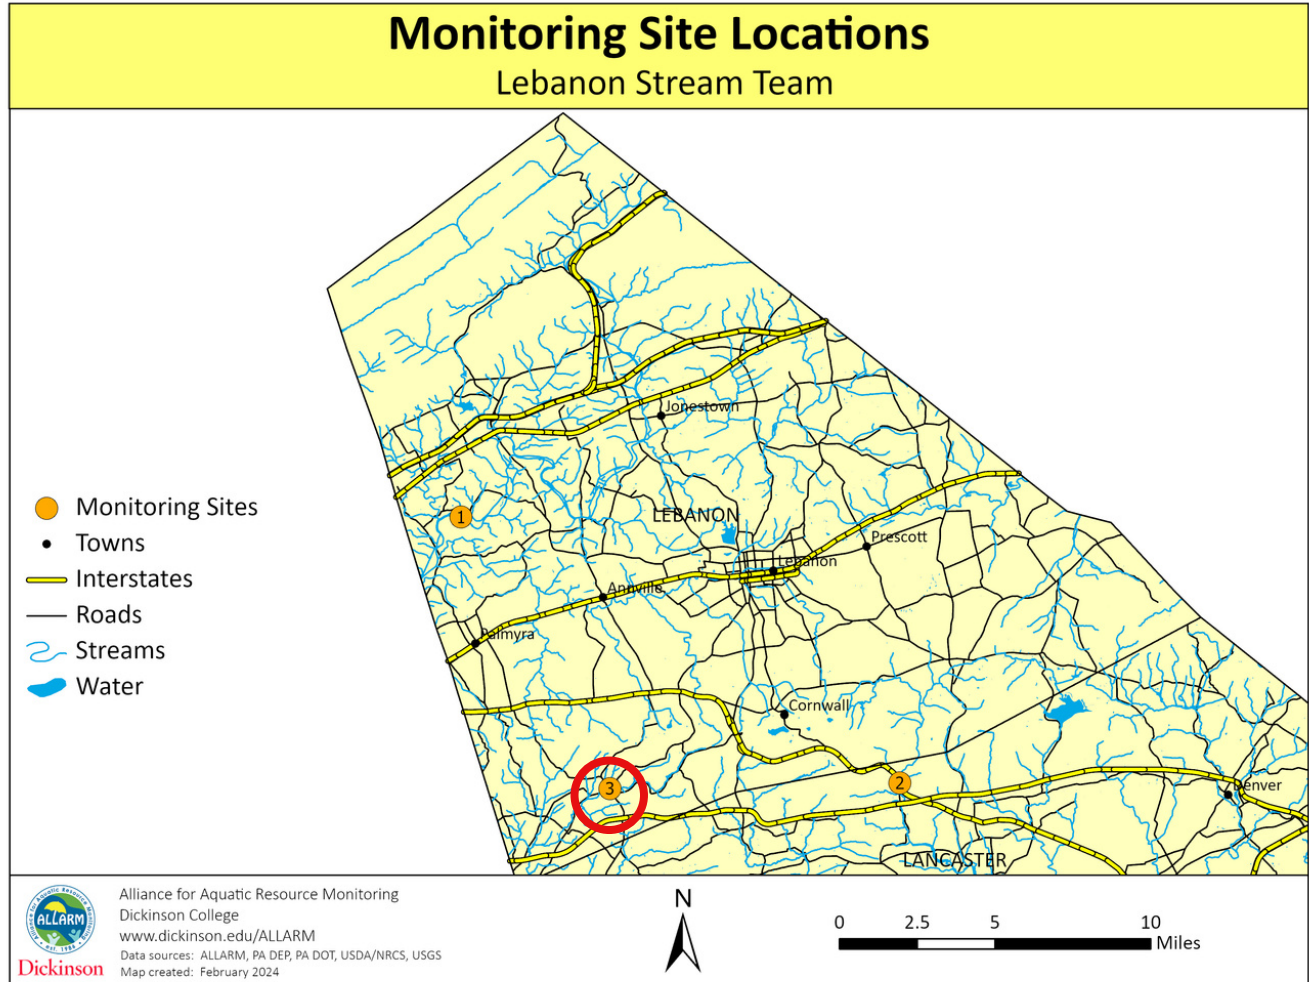 Monitoring Site Locations
Lebanon Stream Team
Jonestown
Monitoring Sites
1
LEBANON
Towns
Prescott
Lebanon
Interstates
Annville
Roads
Palmyra
Streams
Water
Cornwall
3
2
Denver
LANCASTER
ALLARM
est. 1986
Dickinson
Alliance for Aquatic Resource Monitoring
Dickinson College
www.dickinson.edu/ALLARM
Data sources: ALLARM, PA DEP, PA DOT, USDA/NRCS, USGS
Map created: February 2024
N
0 2.5 5 10
Miles